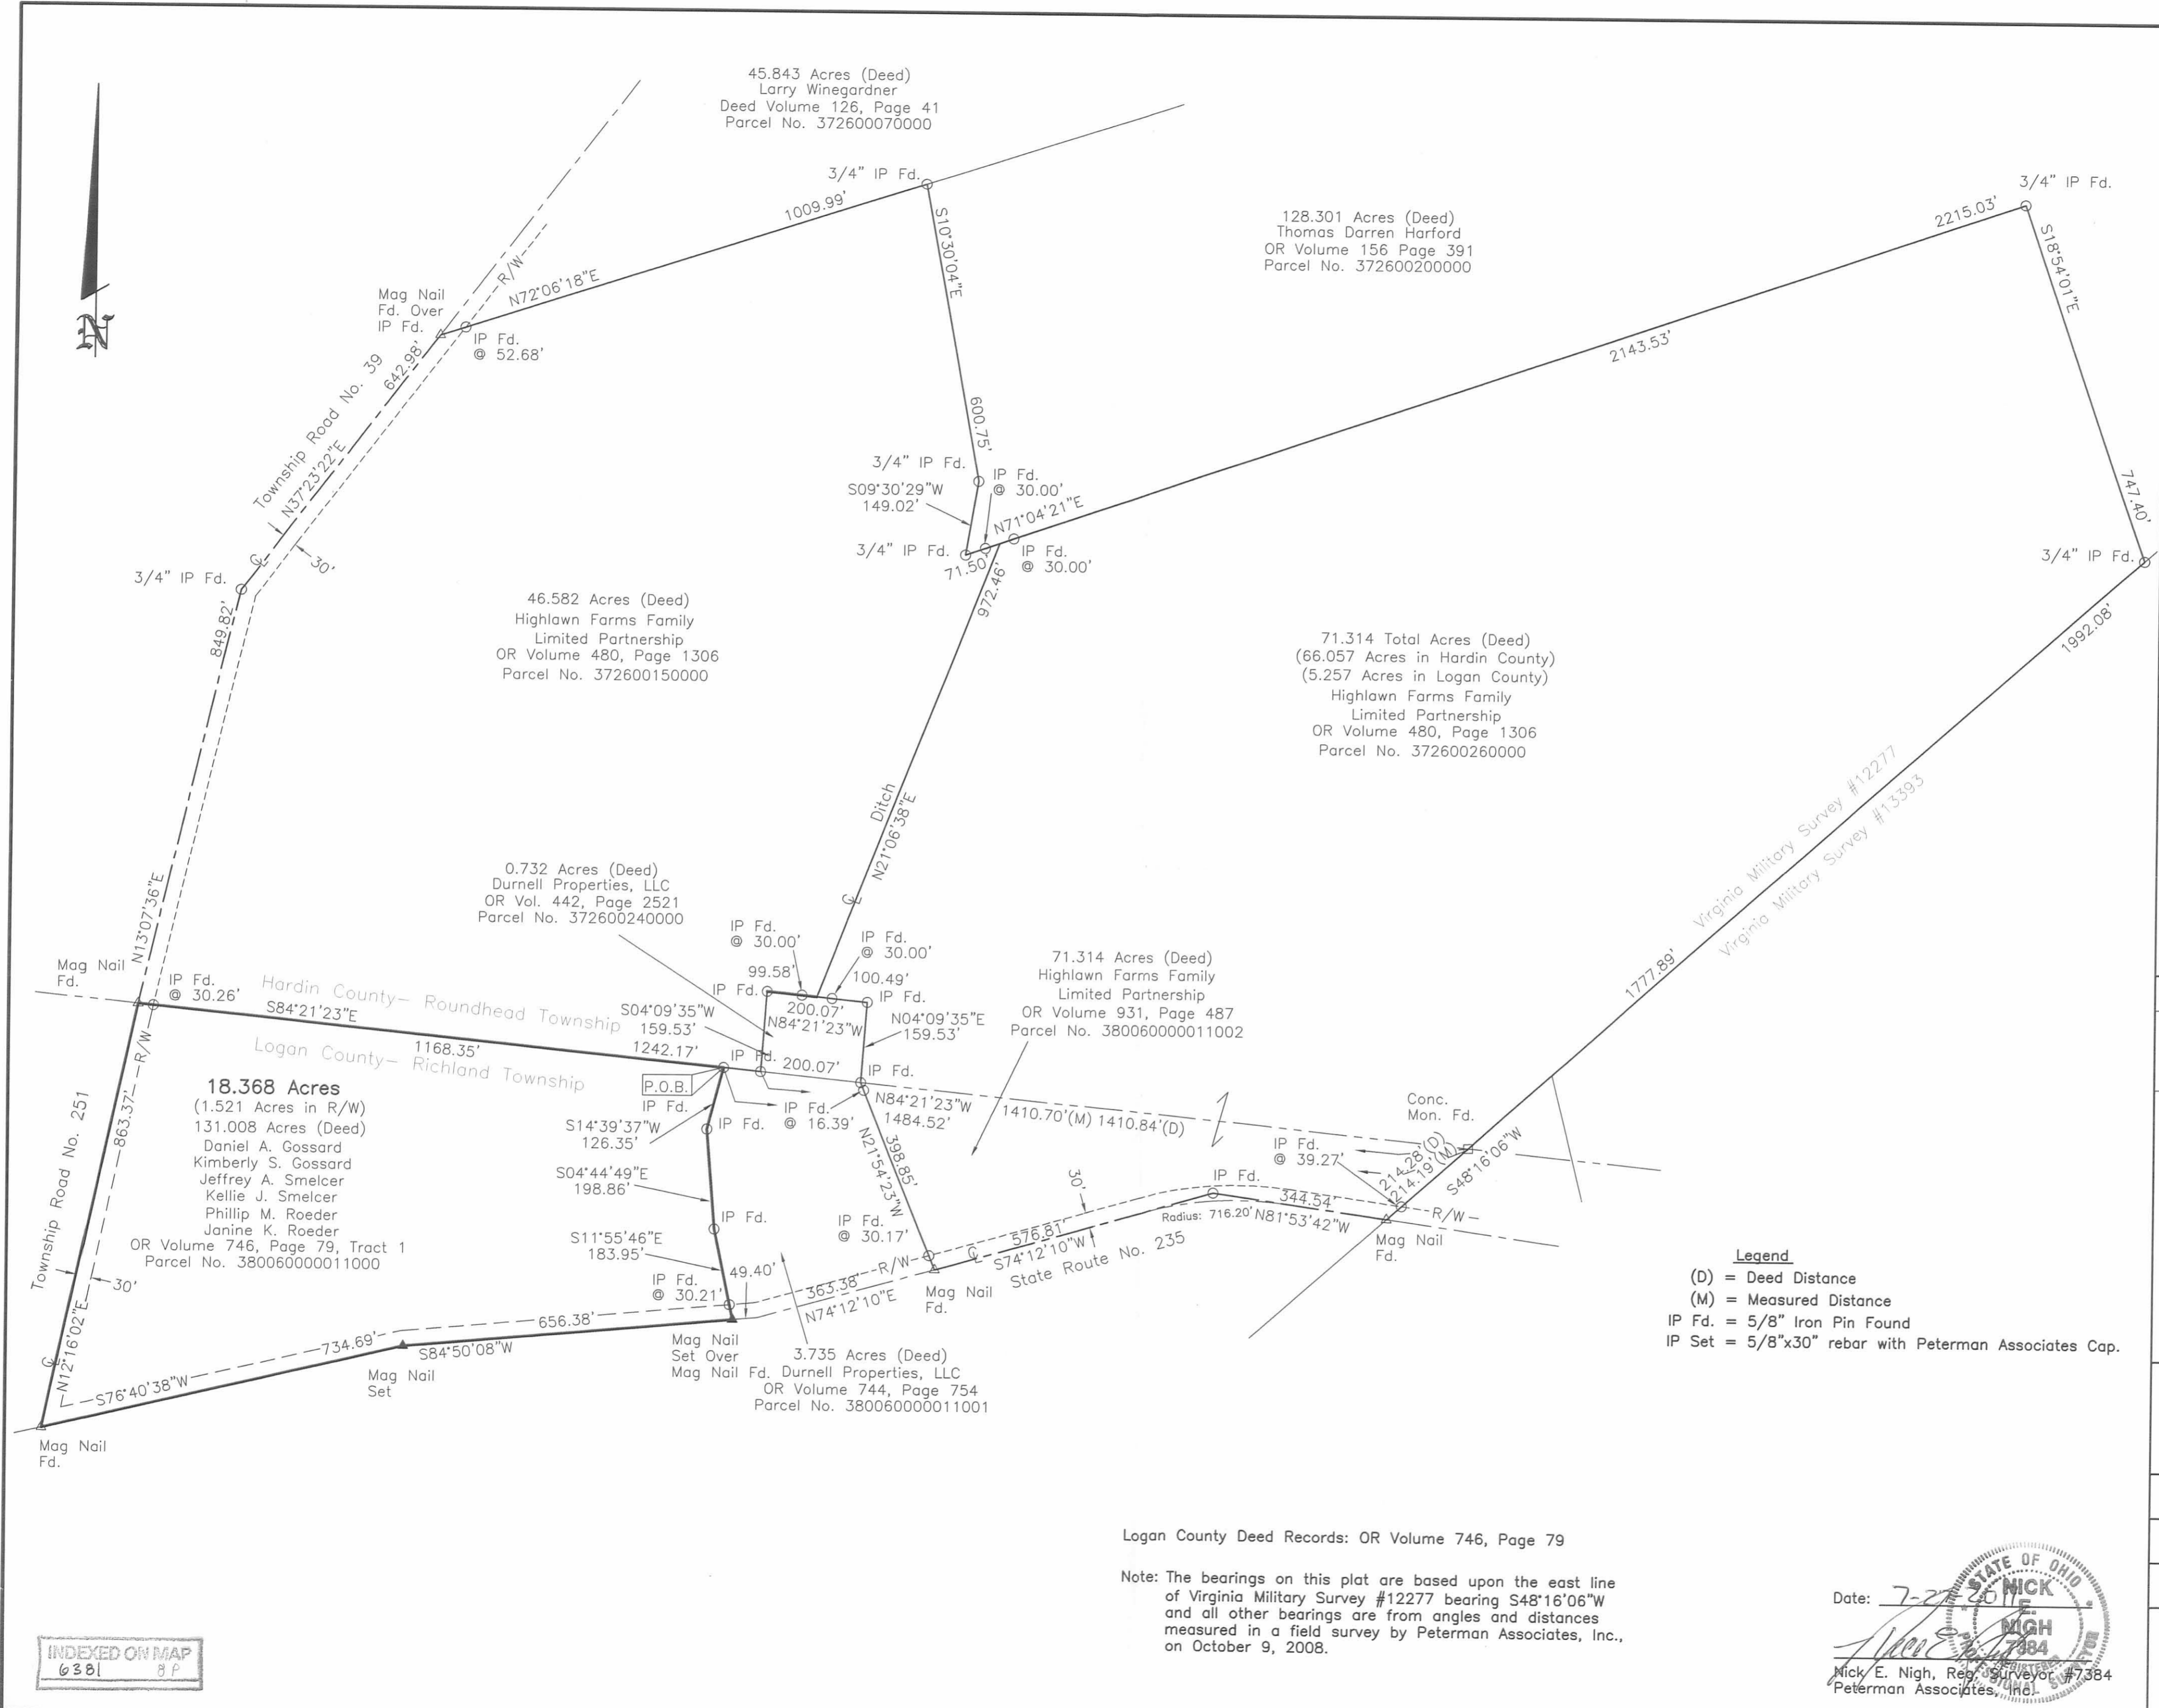 45.843 Acres (Deed)
Larry Winegardner
Deed Volume 126, Page 41
Parcel No. 372600070000
3/4" IP Fd.
1009.99'
N72°06'18"E
S10°30'04"E
600.75'
128.301 Acres (Deed)
Thomas Darren Harford
OR Volume 156 Page 391
Parcel No. 372600200000
3/4" IP Fd.
2215.03'
S18°54'01"E
747.40'
2143.53'
3/4" IP Fd.
1992.08'
N
Mag Nail
Fd. Over
IP Fd.
R/W
IP Fd.
@ 52.68'
Township Road No. 39
642.98'
N37°23'22"E
30'
3/4" IP Fd.
849.82'
3/4" IP Fd.
S09°30'29"W
149.02'
IP Fd.
@ 30.00'
N71°04'21"E
3/4" IP Fd.
71.50'
IP Fd.
@ 30.00'
972.46'
46.582 Acres (Deed)
Highlawn Farms Family
Limited Partnership
OR Volume 480, Page 1306
Parcel No. 372600150000
71.314 Total Acres (Deed)
(66.057 Acres in Hardin County)
(5.257 Acres in Logan County)
Highlawn Farms Family
Limited Partnership
OR Volume 480, Page 1306
Parcel No. 372600260000
Virginia Military Survey #12277
Virginia Military Survey #13393
Ditch
N21°06'38"E
0.732 Acres (Deed)
Durnell Properties, LLC
OR Vol. 442, Page 2521
Parcel No. 372600240000
IP Fd.
@ 30.00'
IP Fd.
@ 30.00'
N13°07'36"E
Mag Nail
Fd.
IP Fd.
@ 30.26'
Hardin County- Roundhead Township
S84°21'23"E
Logan County- Richland Township
1168.35'
1242.17'
99.58'
100.49'
IP Fd.
IP Fd.
200.07'
N84°21'23"W
S04°09'35"W
159.53'
N04°09'35"E
159.53'
71.314 Acres (Deed)
Highlawn Farms Family
Limited Partnership
OR Volume 931, Page 487
Parcel No. 380060000011002
1777.89'
IP Fd.
200.07'
IP Fd.
P.O.B.
IP Fd.
S14°39'37"W
126.35'
IP Fd.
IP Fd.
@ 16.39'
N84°21'23"W
1484.52'
1410.70'(M) 1410.84'(D)
Conc.
Mon. Fd.
IP Fd.
@ 39.27'
214.28'(D)
214.19'(M)
S48°16'06"W
18.368 Acres
(1.521 Acres in R/W)
131.008 Acres (Deed)
Daniel A. Gossard
Kimberly S. Gossard
Jeffrey A. Smelcer
Kellie J. Smelcer
Phillip M. Roeder
Janine K. Roeder
OR Volume 746, Page 79, Tract 1
Parcel No. 380060000011000
Township Road No. 251
863.37'
R/W
30'
N12°16'02"E
S04°44'49"E
198.86'
IP Fd.
S11°55'46"E
183.95'
IP Fd.
@ 30.21'
49.40'
N21°54'23"W
398.85'
IP Fd.
@ 30.17'
30'
IP Fd.
344.54'
Radius: 716.20'
N81°53'42"W
R/W
Mag Nail
Fd.
576.81'
S74°12'10"W
State Route No. 235
R/W
363.38'
N74°12'10"E
Mag Nail
Fd.
656.38'
734.69'
S84°50'08"W
S76°40'38"W
Mag Nail
Set
Mag Nail
Set Over
Mag Nail Fd.
3.735 Acres (Deed)
Durnell Properties, LLC
OR Volume 744, Page 754
Parcel No. 380060000011001
Mag Nail
Fd.
Legend
(D) = Deed Distance
(M) = Measured Distance
IP Fd. = 5/8" Iron Pin Found
IP Set = 5/8"x30" rebar with Peterman Associates Cap.
Logan County Deed Records: OR Volume 746, Page 79
Note: The bearings on this plat are based upon the east line
of Virginia Military Survey #12277 bearing S48°16'06"W
and all other bearings are from angles and distances
measured in a field survey by Peterman Associates, Inc.,
on October 9, 2008.
INDEXED ON MAP
6381
Date: 7-27-2011
STATE OF OHIO
NICK
E.
NIGH
7384
REGISTERED
PROFESSIONAL SURVEYOR
Nick E. Nigh, Reg. Surveyor #7384
Peterman Associates, Inc.